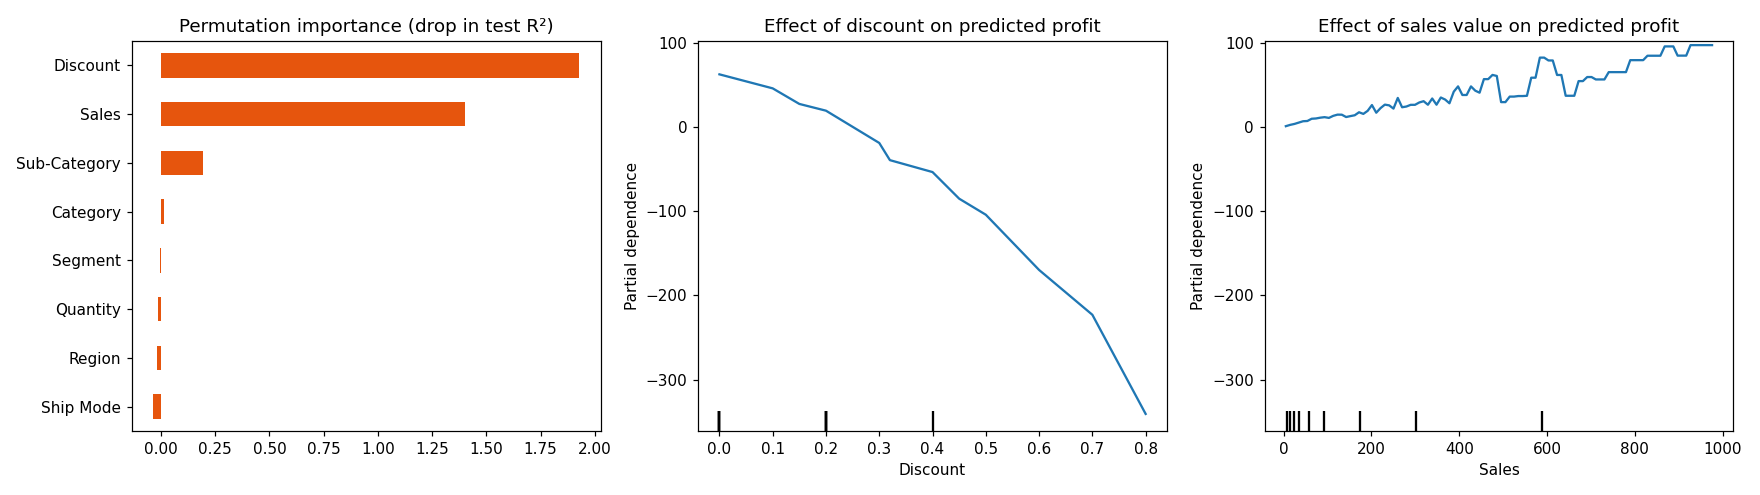 Permutation importance (drop in test R²)
Discount
Sales
Sub-Category
Category
Segment
Quantity
Region
Ship Mode
0.00 0.25 0.50 0.75 1.00 1.25 1.50 1.75 2.00
Effect of discount on predicted profit
Partial dependence
100
0
−100
−200
−300
0.0 0.1 0.2 0.3 0.4 0.5 0.6 0.7 0.8
Discount
Effect of sales value on predicted profit
Partial dependence
100
0
−100
−200
−300
0 200 400 600 800 1000
Sales